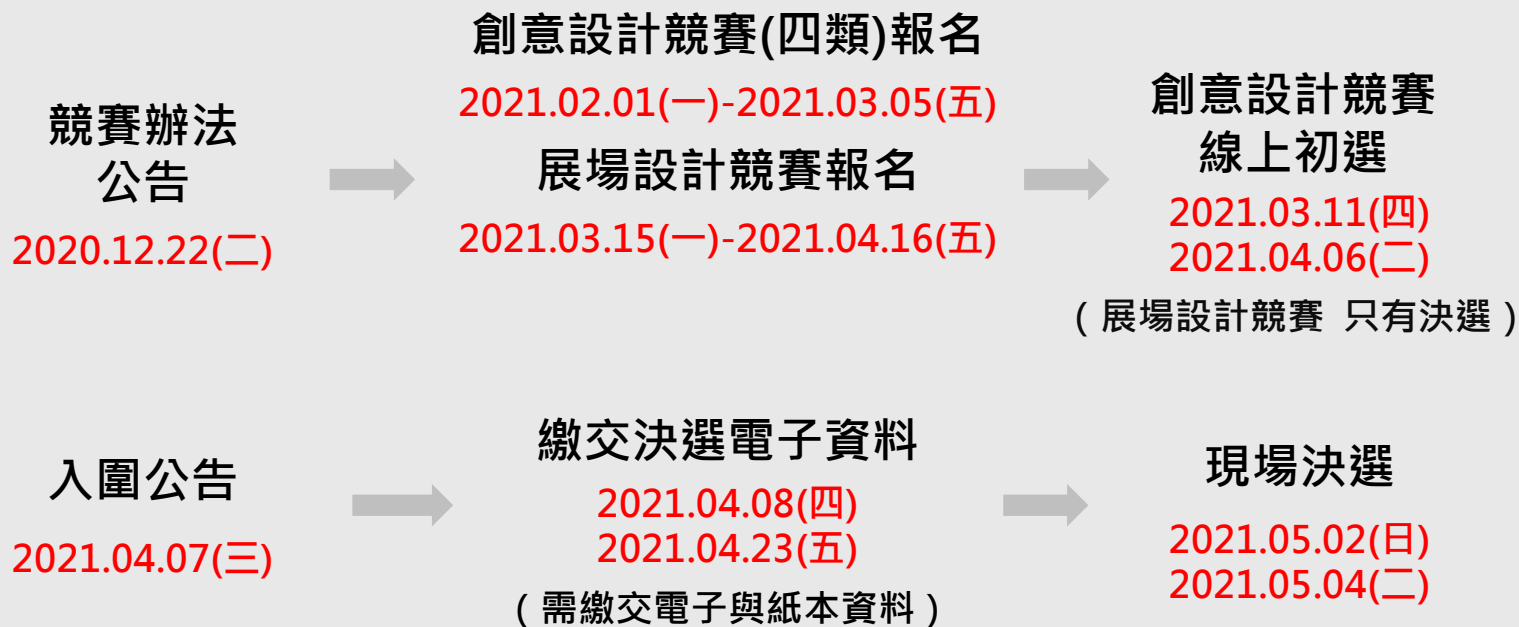 競賽辦法
公告
2020.12.22(二)
創意設計競賽(四類)報名
2021.02.01(一)-2021.03.05(五)
展場設計競賽報名
2021.03.15(一)-2021.04.16(五)
創意設計競賽
線上初選
2021.03.11(四)
2021.04.06(二)
(展場設計競賽 只有決選)
入圍公告
2021.04.07(三)
繳交決選電子資料
2021.04.08(四)
2021.04.23(五)
(需繳交電子與紙本資料)
現場決選
2021.05.02(日)
2021.05.04(二)